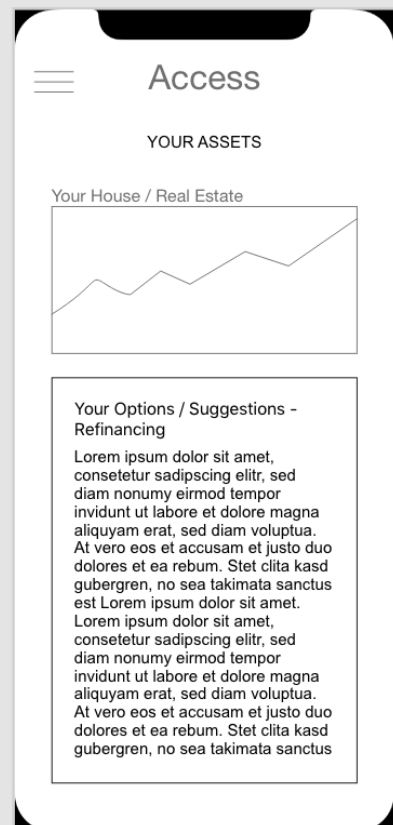 Access
YOUR ASSETS
Your House / Real Estate
Your Options / Suggestions -
Refinancing
Lorem ipsum dolor sit amet,
consetetur sadipscing elitr, sed
diam nonumy eirmod tempor
invidunt ut labore et dolore magna
aliquyam erat, sed diam voluptua.
At vero eos et accusam et justo duo
dolores et ea rebum. Stet clita kasd
gubergren, no sea takimata sanctus
est Lorem ipsum dolor sit amet.
Lorem ipsum dolor sit amet,
consetetur sadipscing elitr, sed
diam nonumy eirmod tempor
invidunt ut labore et dolore magna
aliquyam erat, sed diam voluptua.
At vero eos et accusam et justo duo
dolores et ea rebum. Stet clita kasd
gubergren, no sea takimata sanctus